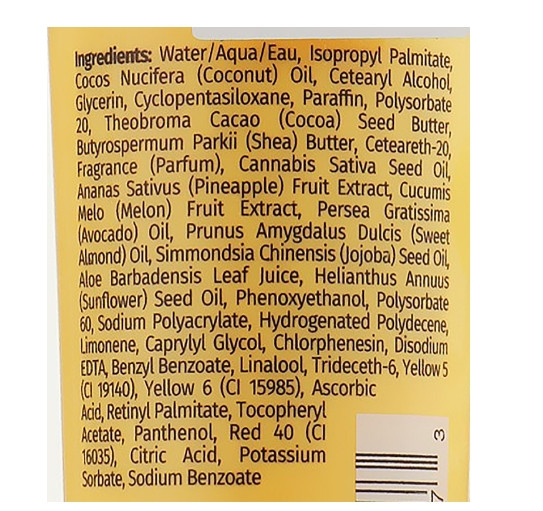 Ingredients: Water/Aqua/Eau, Isopropyl Palmitate,
Cocos Nucifera (Coconut) Oil, Cetearyl Alcohol,
Glycerin, Cyclopentasiloxane, Paraffin, Polysorbate
20, Theobroma Cacao (Cocoa) Seed Butter,
Butyrospermum Parkii (Shea) Butter, Ceteareth-20,
Fragrance (Parfum), Cannabis Sativa Seed Oil,
Ananas Sativus (Pineapple) Fruit Extract, Cucumis
Melo (Melon) Fruit Extract, Persea Gratissima
(Avocado) Oil, Prunus Amygdalus Dulcis (Sweet
Almond) Oil, Simmondsia Chinensis (Jojoba) Seed Oil,
Aloe Barbadensis Leaf Juice, Helianthus Annuus
(Sunflower) Seed Oil, Phenoxyethanol, Polysorbate
60, Sodium Polyacrylate, Hydrogenated Polydecene,
Limonene, Caprylyl Glycol, Chlorphenesin, Disodium
EDTA, Benzyl Benzoate, Linalool, Trideceth-6, Yellow 5
(CI 19140), Yellow 6 (CI 15985), Ascorbic
Acid, Retinyl Palmitate, Tocopheryl
Acetate, Panthenol, Red 40 (CI
16035), Citric Acid, Potassium
Sorbate, Sodium Benzoate
3
7